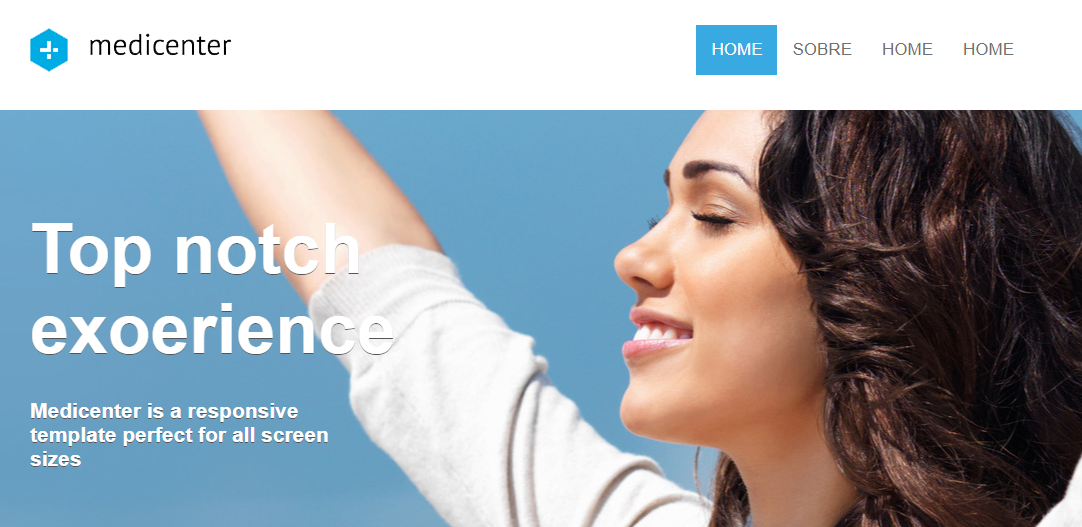 medicenter
HOME SOBRE HOME HOME
Top notch
exoerience
Medicenter is a responsive
template perfect for all screen
sizes